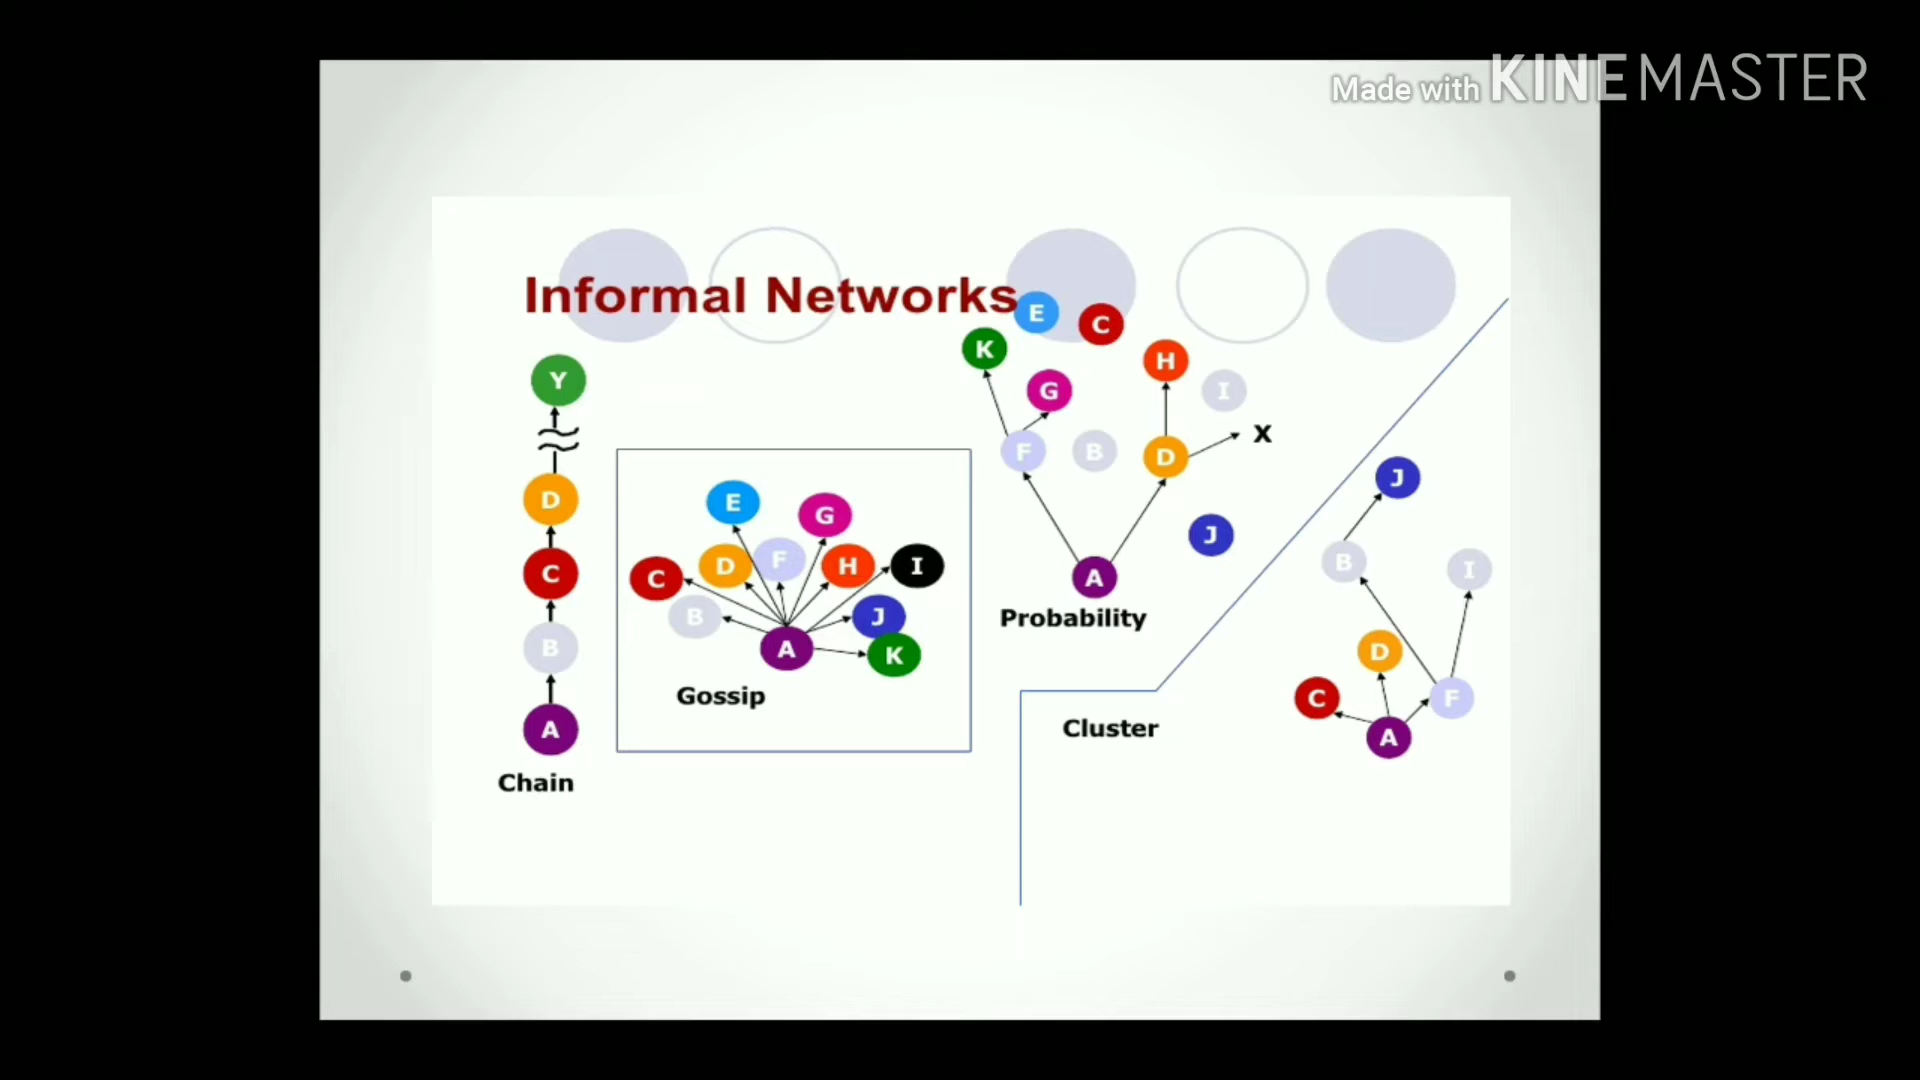 Made with KINEMASTER
Informal Networks
Y
D
C
B
A
Chain
E
G
C
D
F
H
I
B
J
A
K
Gossip
E
C
K
H
G
I
F
B
D
X
J
A
Probability
Cluster
J
B
I
D
C
F
A